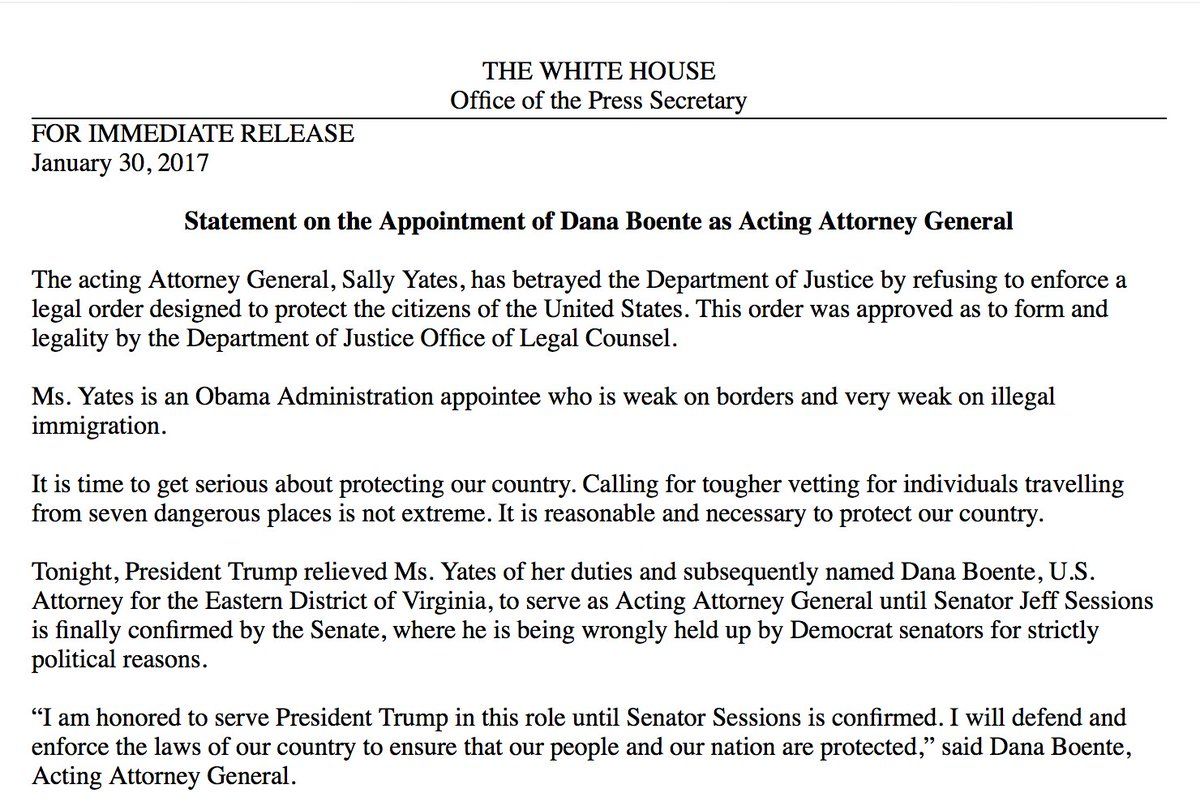 THE WHITE HOUSE
Office of the Press Secretary
FOR IMMEDIATE RELEASE
January 30, 2017
Statement on the Appointment of Dana Boente as Acting Attorney General
The acting Attorney General, Sally Yates, has betrayed the Department of Justice by refusing to enforce a
legal order designed to protect the citizens of the United States. This order was approved as to form and
legality by the Department of Justice Office of Legal Counsel.
Ms. Yates is an Obama Administration appointee who is weak on borders and very weak on illegal
immigration.
It is time to get serious about protecting our country. Calling for tougher vetting for individuals travelling
from seven dangerous places is not extreme. It is reasonable and necessary to protect our country.
Tonight, President Trump relieved Ms. Yates of her duties and subsequently named Dana Boente, U.S.
Attorney for the Eastern District of Virginia, to serve as Acting Attorney General until Senator Jeff Sessions
is finally confirmed by the Senate, where he is being wrongly held up by Democrat senators for strictly
political reasons.
“I am honored to serve President Trump in this role until Senator Sessions is confirmed. I will defend and
enforce the laws of our country to ensure that our people and our nation are protected,” said Dana Boente,
Acting Attorney General.